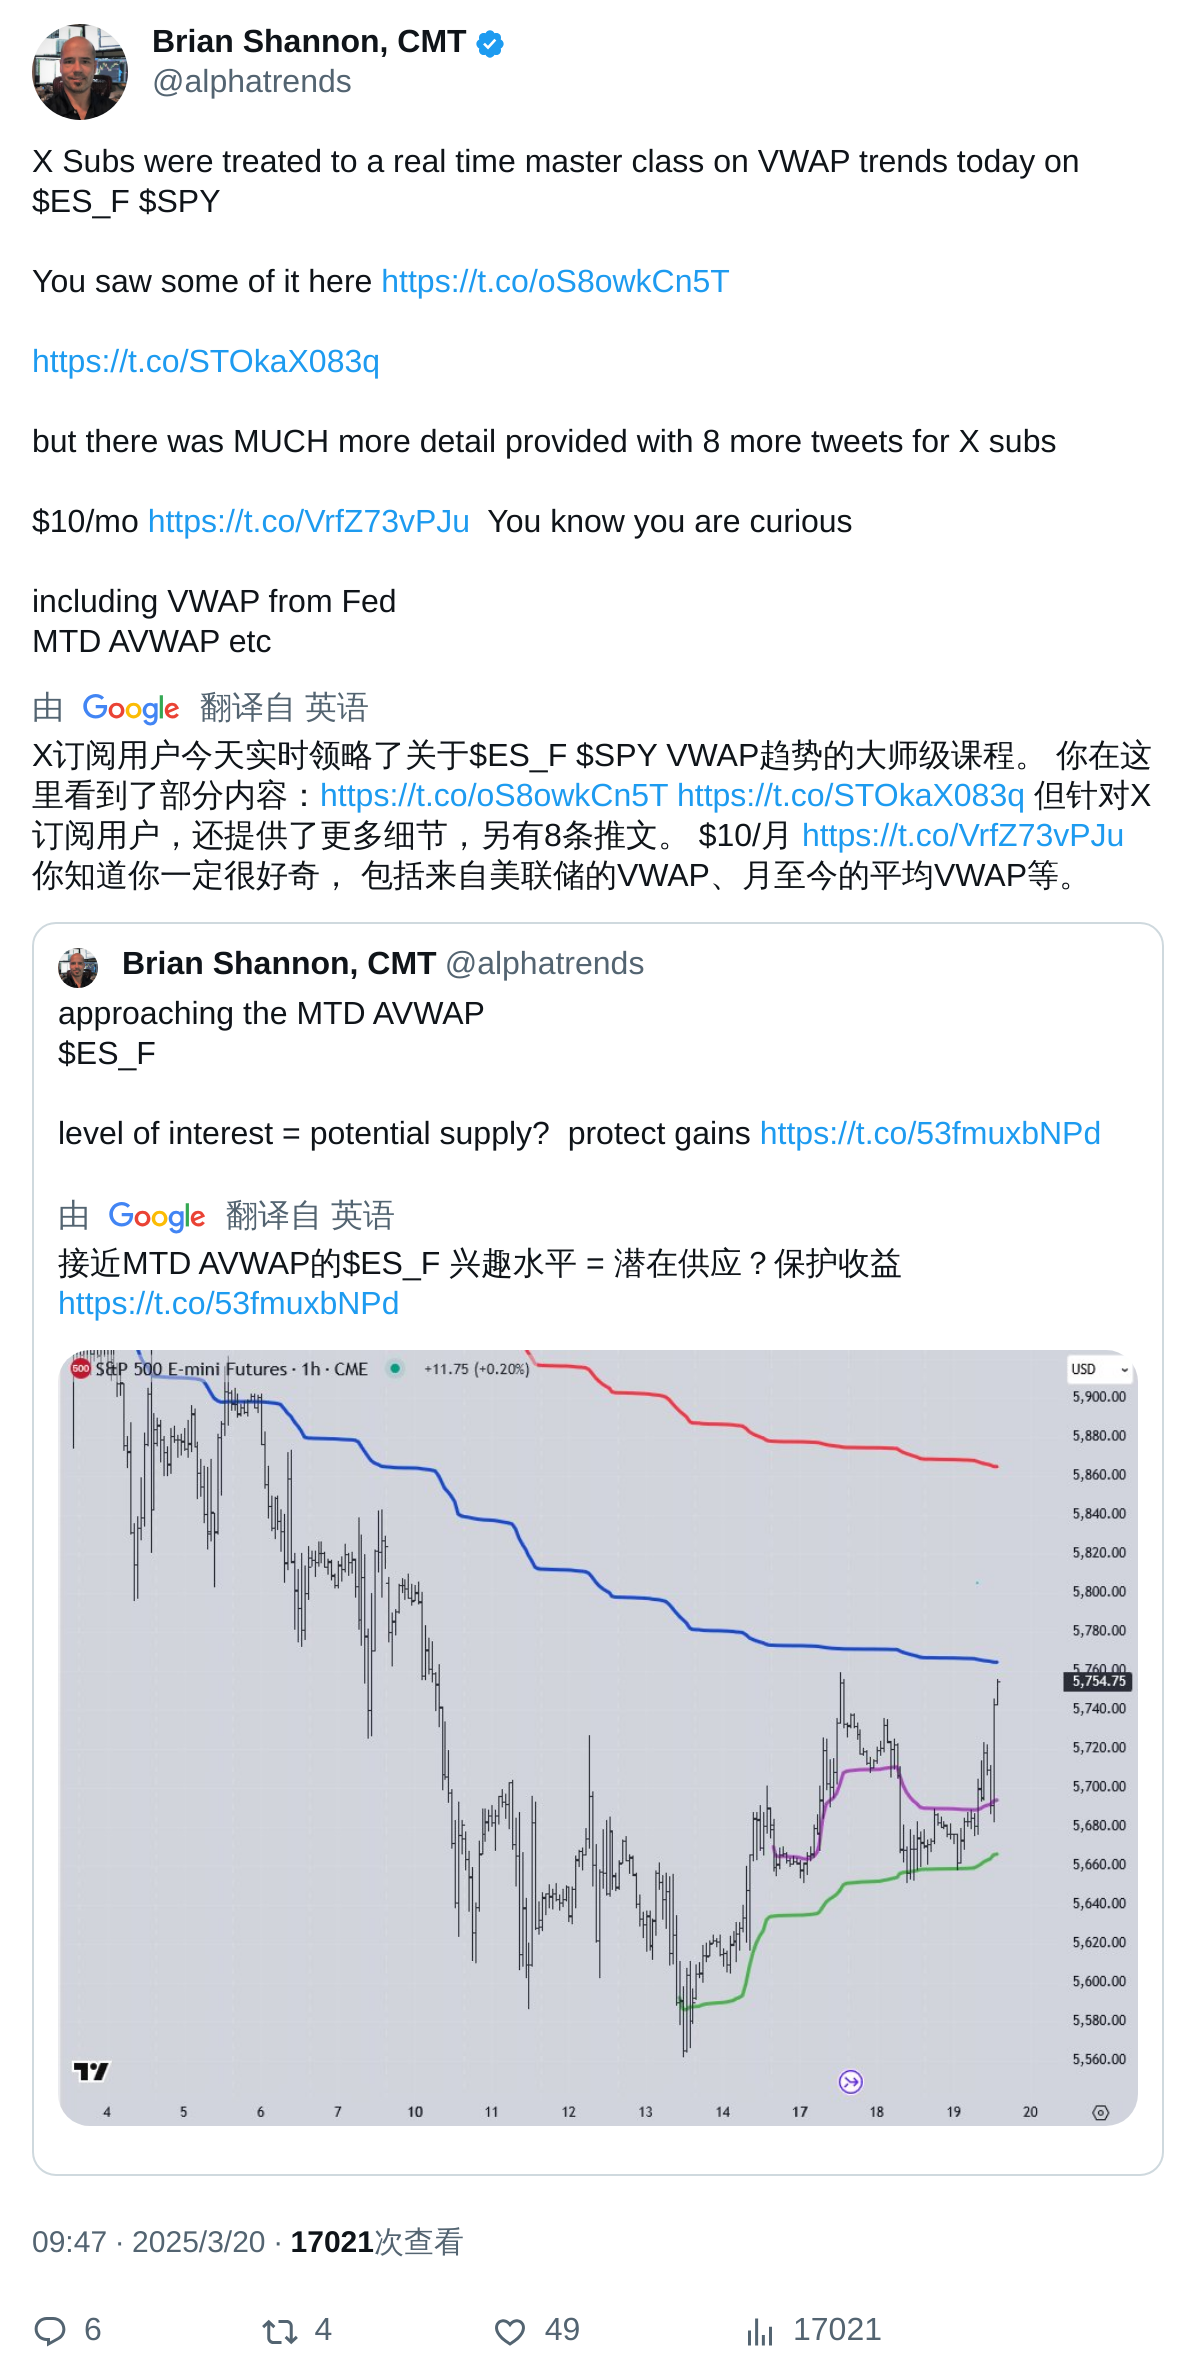 Brian Shannon, CMT
@alphatrends
X Subs were treated to a real time master class on VWAP trends today on
$ES_F $SPY
You saw some of it here https://t.co/oS8owkCn5T
https://t.co/STOkaX083q
but there was MUCH more detail provided with 8 more tweets for X subs
$10/mo https://t.co/VrfZ73vPJu  You know you are curious
including VWAP from Fed
MTD AVWAP etc
由 Google 翻译自 英语
X订阅用户今天实时领略了关于$ES_F $SPY VWAP趋势的大师级课程。 你在这
里看到了部分内容：https://t.co/oS8owkCn5T https://t.co/STOkaX083q 但针对X
订阅用户，还提供了更多细节，另有8条推文。 $10/月 https://t.co/VrfZ73vPJu
你知道你一定很好奇， 包括来自美联储的VWAP、月至今的平均VWAP等。
Brian Shannon, CMT @alphatrends
approaching the MTD AVWAP
$ES_F
level of interest = potential supply?  protect gains https://t.co/53fmuxbNPd
由 Google 翻译自 英语
接近MTD AVWAP的$ES_F 兴趣水平 = 潜在供应？保护收益
https://t.co/53fmuxbNPd
500 S&P 500 E-mini Futures · 1h · CME +11.75 (+0.20%) USD
5,900.00
5,880.00
5,860.00
5,840.00
5,820.00
5,800.00
5,780.00
5,760.00
5,754.75
5,740.00
5,720.00
5,700.00
5,680.00
5,660.00
5,640.00
5,620.00
5,600.00
5,580.00
5,560.00
4 5 6 7 10 11 12 13 14 17 18 19 20
09:47 · 2025/3/20 · 17021次查看
6 4 49 17021